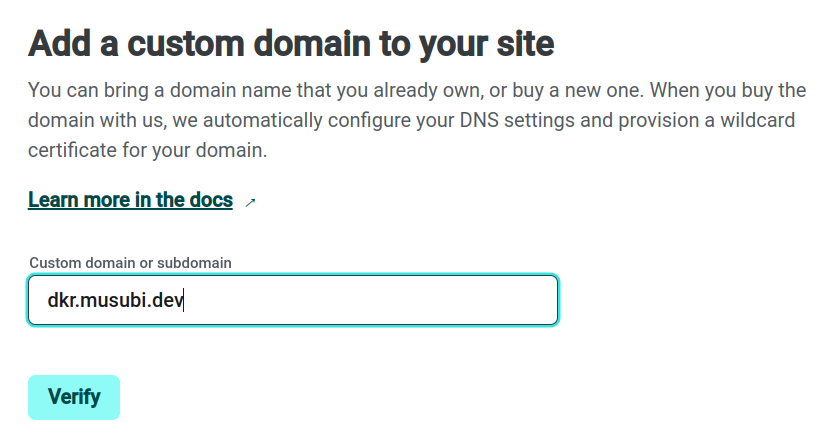 Add a custom domain to your site
You can bring a domain name that you already own, or buy a new one. When you buy the
domain with us, we automatically configure your DNS settings and provision a wildcard
certificate for your domain.
Learn more in the docs ↗
Custom domain or subdomain
dkr.musubi.dev
Verify